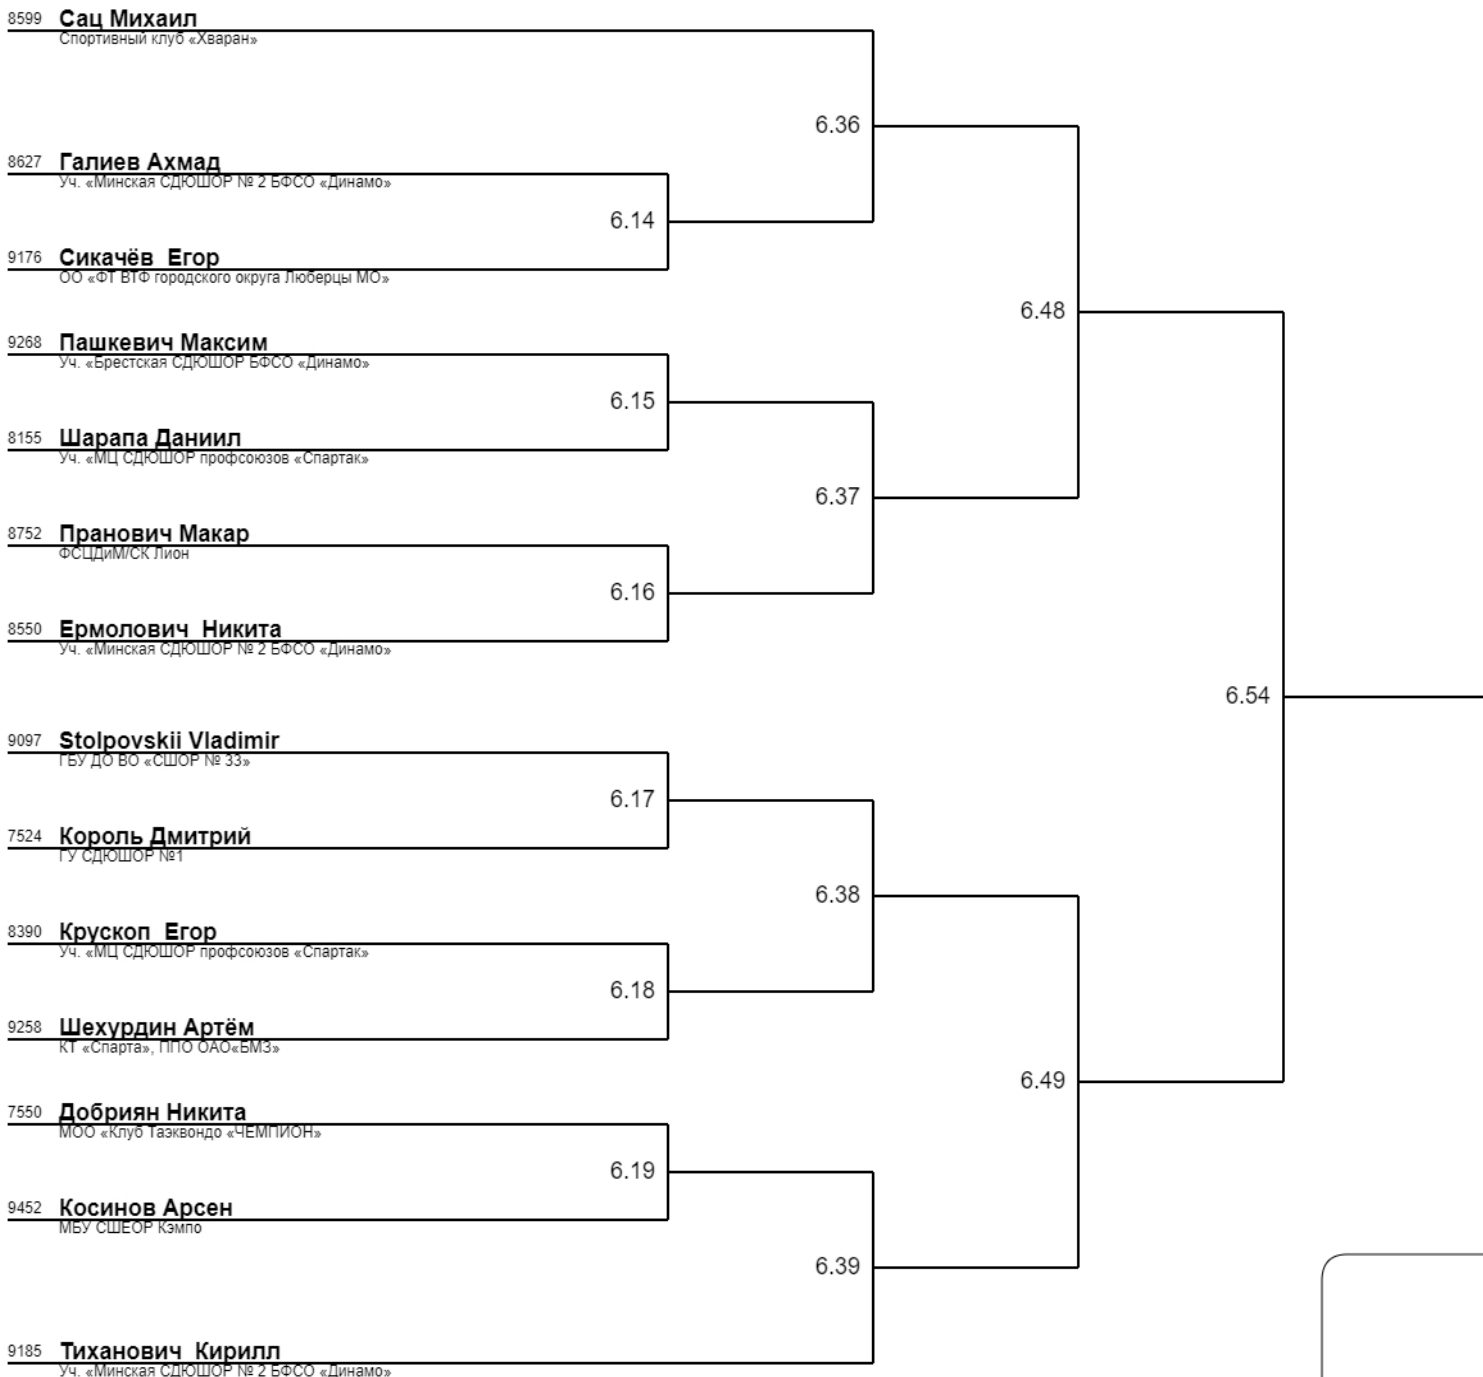 8599 Сац Михаил
Спортивный клуб «Хваран»
6.36
8627 Галиев Ахмад
Уч. «Минская СДЮШОР № 2 БФСО «Динамо»
6.14
9176 Сикачёв  Егор
ОО «ФТ ВТФ городского округа Люберцы МО»
6.48
9268 Пашкевич Максим
Уч. «Брестская СДЮШОР БФСО «Динамо»
6.15
8155 Шарапа Даниил
Уч. «МЦ СДЮШОР профсоюзов «Спартак»
6.37
8752 Пранович Макар
ФСЦДиМ/СК Лион
6.16
8550 Ермолович  Никита
Уч. «Минская СДЮШОР № 2 БФСО «Динамо»
6.54
9097 Stolpovskii Vladimir
ГБУ ДО ВО «СШОР № 33»
6.17
7524 Король Дмитрий
ГУ СДЮШОР №1
6.38
8390 Крускоп  Егор
Уч. «МЦ СДЮШОР профсоюзов «Спартак»
6.18
9258 Шехурдин Артём
КТ «Спарта», ППО ОАО«БМЗ»
6.49
7550 Добриян Никита
МОО «Клуб Таэквондо «ЧЕМПИОН»
6.19
9452 Косинов Арсен
МБУ СШЕОР Кэмпо
6.39
9185 Тиханович  Кирилл
Уч. «Минская СДЮШОР № 2 БФСО «Динамо»